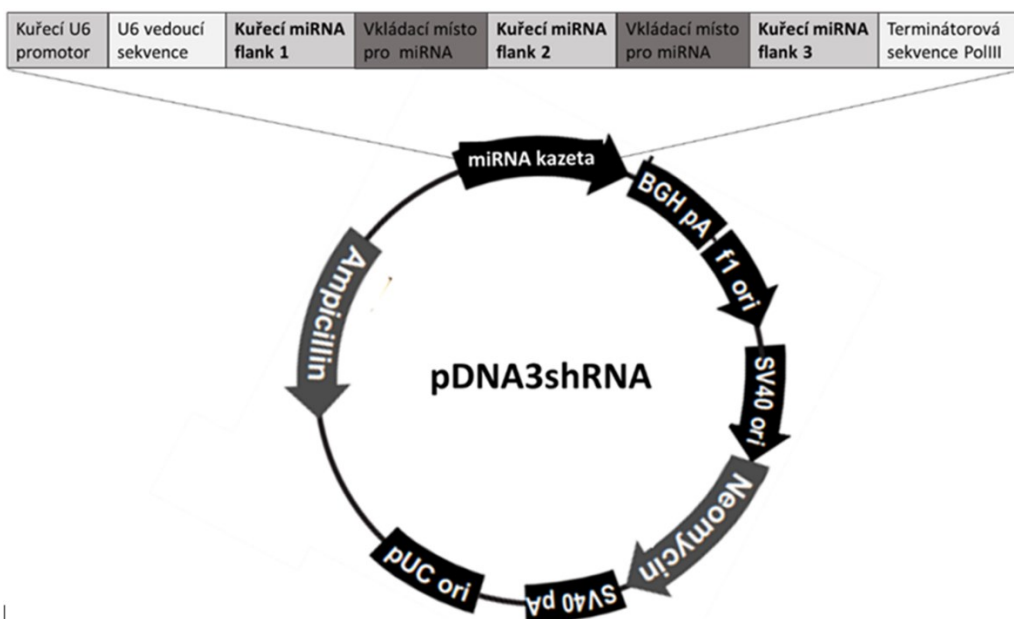 Kuřecí U6
promotor
U6 vedoucí
sekvence
Kuřecí miRNA
flank 1
Vkládací místo
pro miRNA
Kuřecí miRNA
flank 2
Vkládací místo
pro miRNA
Kuřecí miRNA
flank 3
Terminátorová
sekvence PolIII
miRNA kazeta
BGH pA
f1 ori
SV40 ori
Neomycin
SV40 pA
pUC ori
Ampicillin
pDNA3shRNA